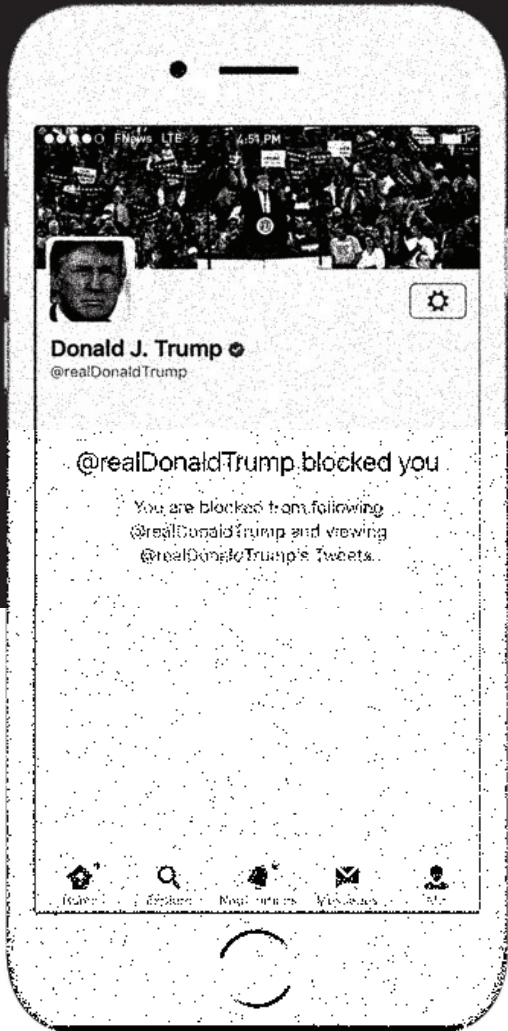 FNews LTE 4:51 PM
Donald J. Trump
@realDonaldTrump
@realDonaldTrump blocked you
You are blocked from following
@realDonaldTrump and viewing
@realDonaldTrump's Tweets.
Home Explore Notifications Messages Me